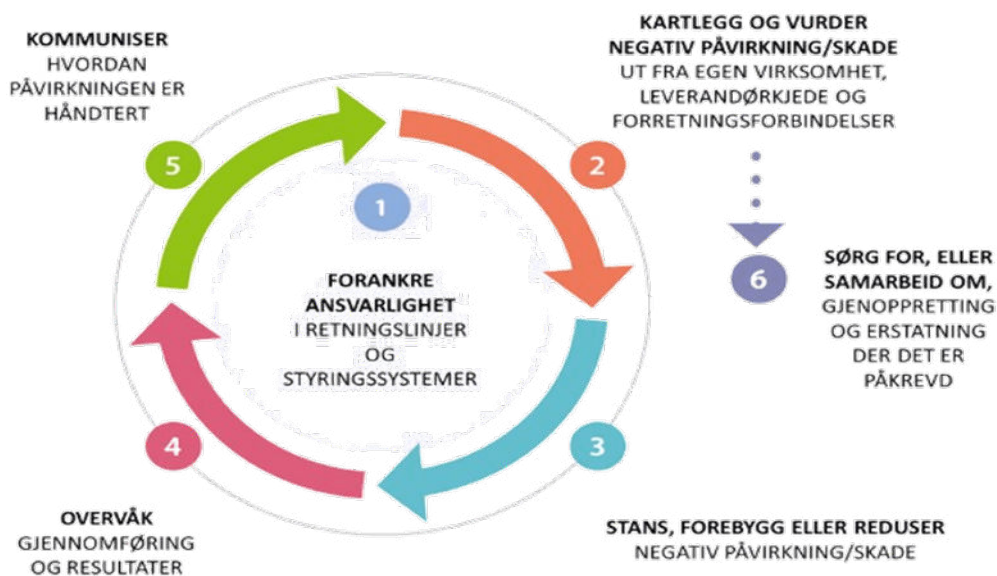 1
FORANKRE
ANSVARLIGHET
I RETNINGSLINJER
OG
STYRINGSSYSTEMER
2
KARTLEGG OG VURDER
NEGATIV PÅVIRKNING/SKADE
UT FRA EGEN VIRKSOMHET,
LEVERANDØRKJEDE OG
FORRETNINGSFORBINDELSER
3
STANS, FOREBYGG ELLER REDUSER
NEGATIV PÅVIRKNING/SKADE
4
OVERVÅK
GJENNOMFØRING
OG RESULTATER
5
KOMMUNISER
HVORDAN
PÅVIRKNINGEN ER
HÅNDTERT
6
SØRG FOR, ELLER
SAMARBEID OM,
GJENOPPRETTING
OG ERSTATNING
DER DET ER
PÅKREVD